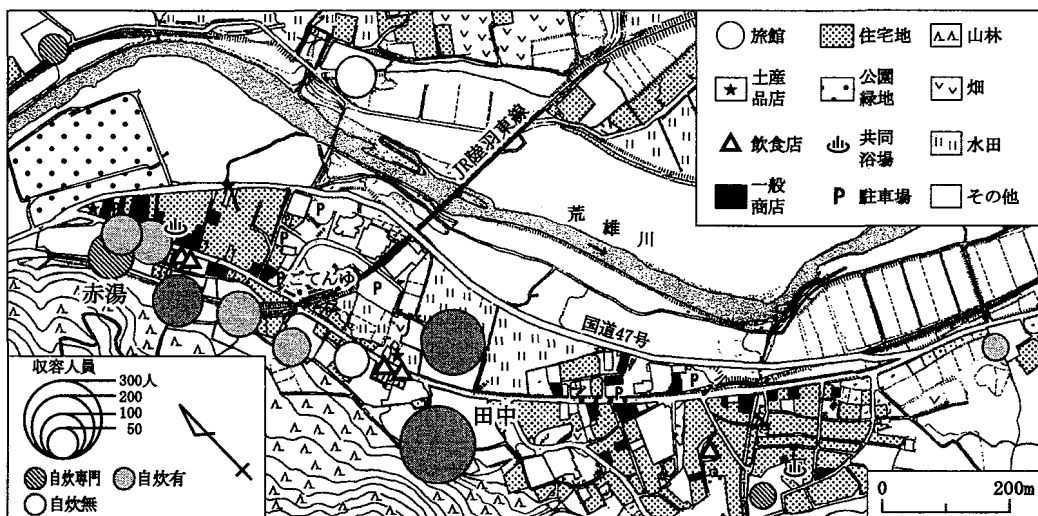 旅館
住宅地
山林
土産
品店
公園
緑地
畑
飲食店
共同
浴場
水田
一般
商店
P 駐車場
その他
JR陸羽東線
荒雄川
P
P
ごてんゆ
P
赤湯
国道47号
P
P
田中
収容人員
300人
200
100
50
自炊専門
自炊有
自炊無
0 200m